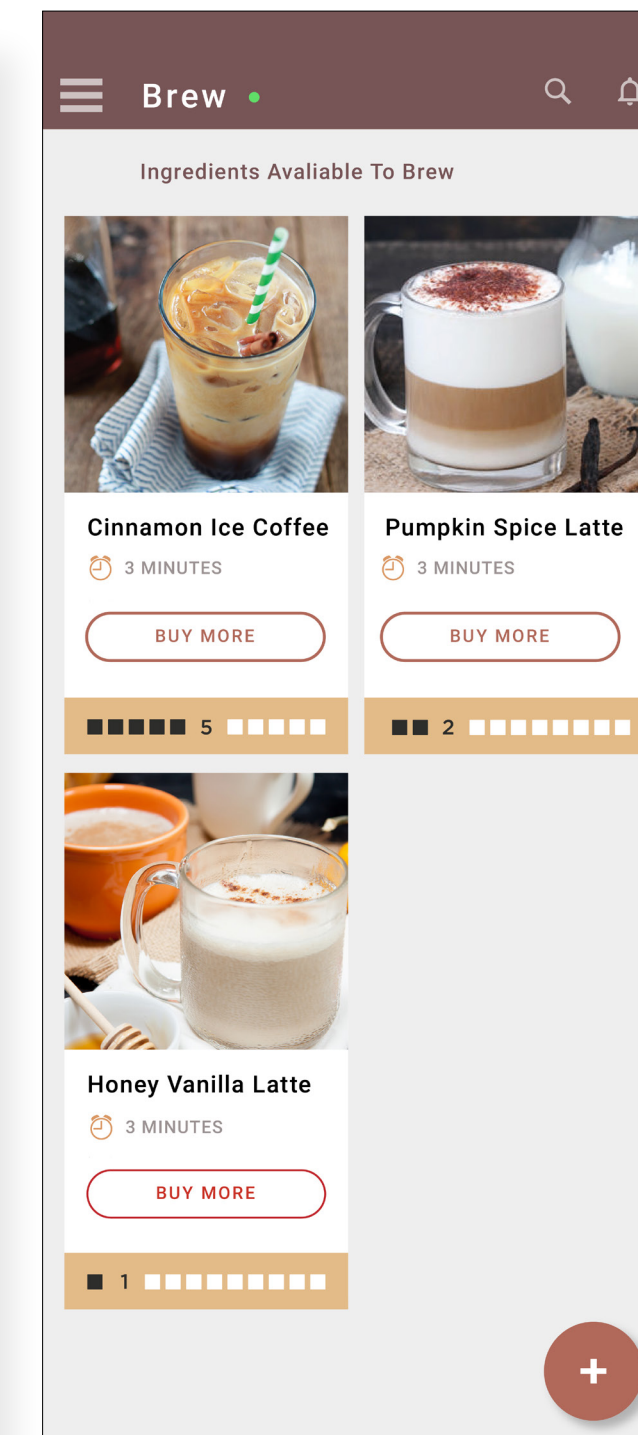 Brew
Ingredients Avaliable To Brew
Cinnamon Ice Coffee
3 MINUTES
BUY MORE
5
Pumpkin Spice Latte
3 MINUTES
BUY MORE
2
Honey Vanilla Latte
3 MINUTES
BUY MORE
1
+